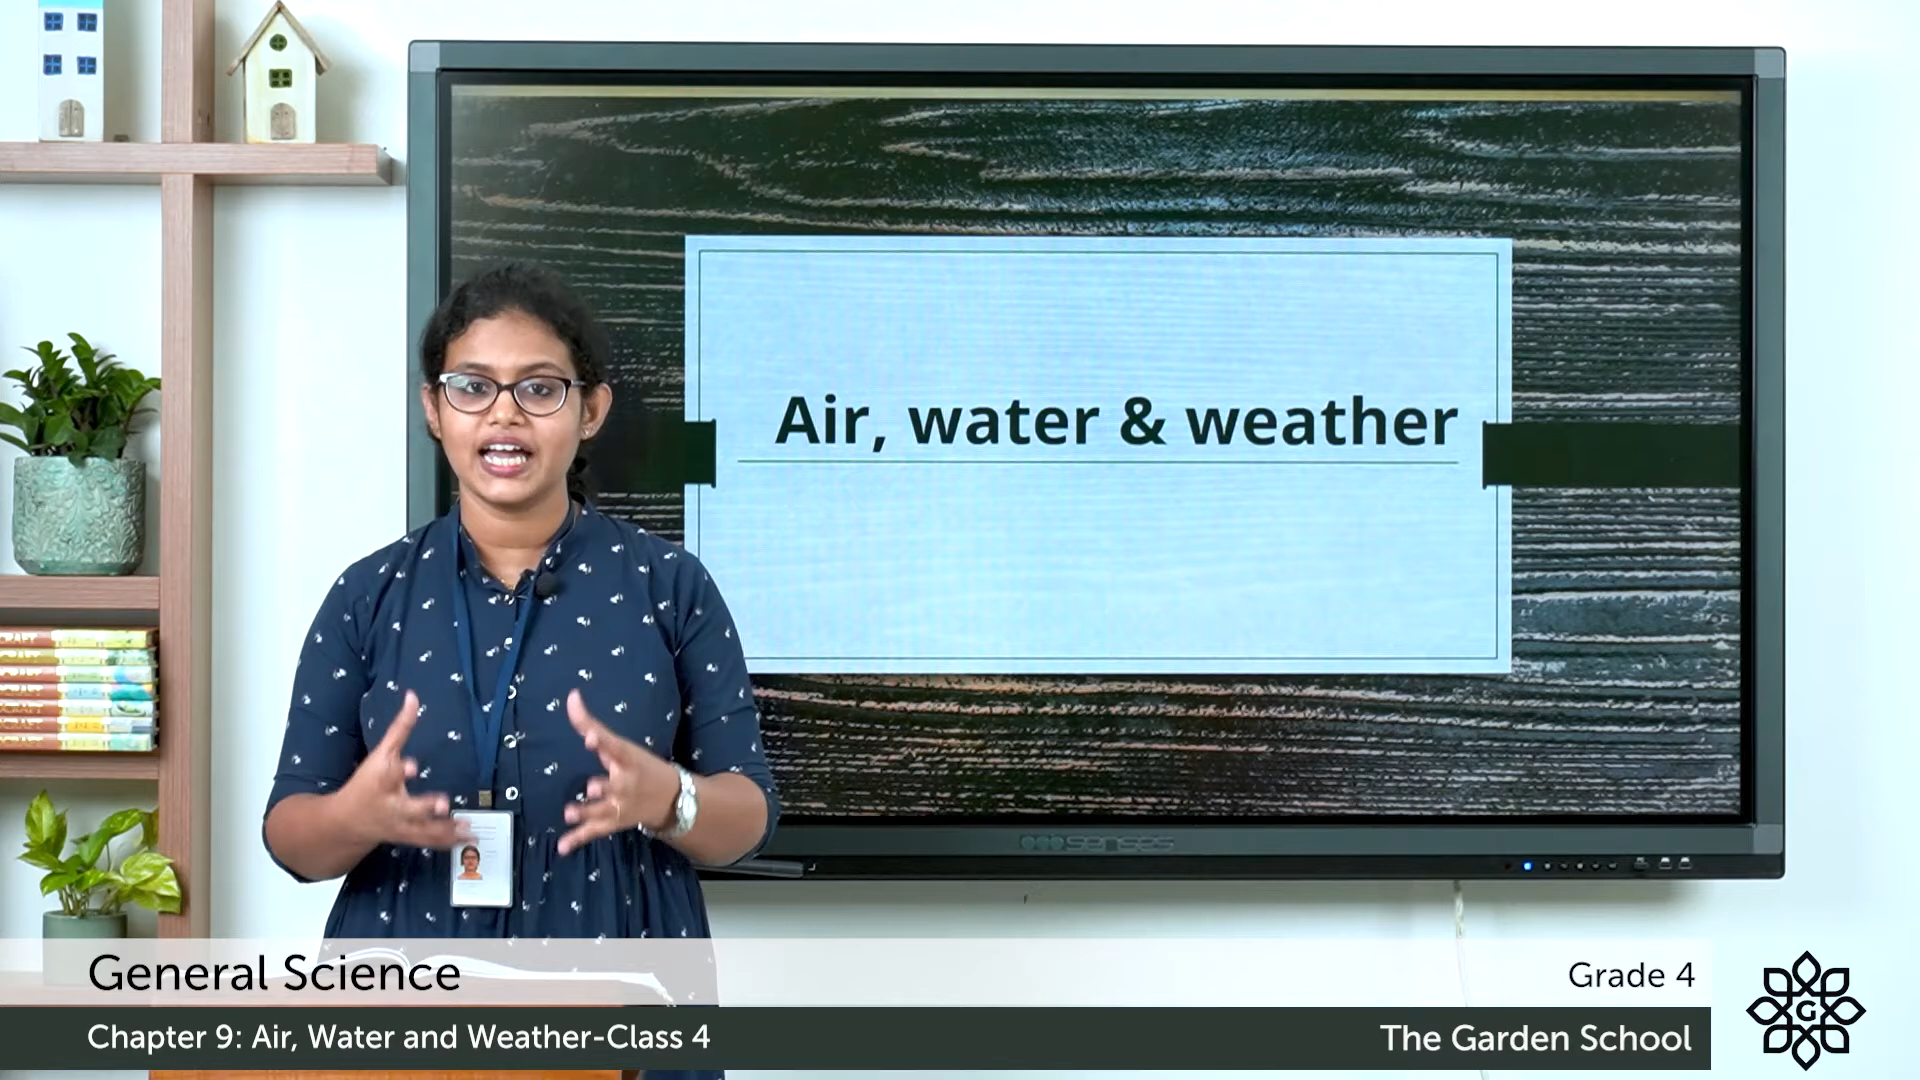 Air, water & weather
General Science
Grade 4
Chapter 9: Air, Water and Weather-Class 4
The Garden School
G